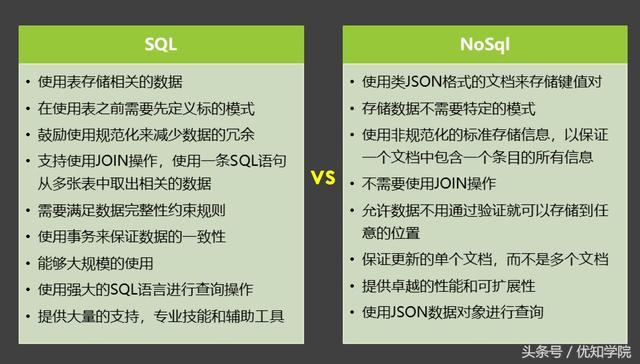 SQL
使用表存储相关的数据
在使用表之前需要先定义标的模式
鼓励使用规范化来减少数据的冗余
支持使用JOIN操作，使用一条SQL语句
从多张表中取出相关的数据
需要满足数据完整性约束规则
使用事务来保证数据的一致性
能够大规模的使用
使用强大的SQL语言进行查询操作
提供大量的支持，专业技能和辅助工具
VS
NoSql
使用类JSON格式的文档来存储键值对
存储数据不需要特定的模式
使用非规范化的标准存储信息，以保证
一个文档中包含一个条目的所有信息
不需要使用JOIN操作
允许数据不用通过验证就可以存储到任
意的位置
保证更新的单个文档，而不是多个文档
提供卓越的性能和可扩展性
使用JSON数据对象进行查询
头条号 / 优知学院